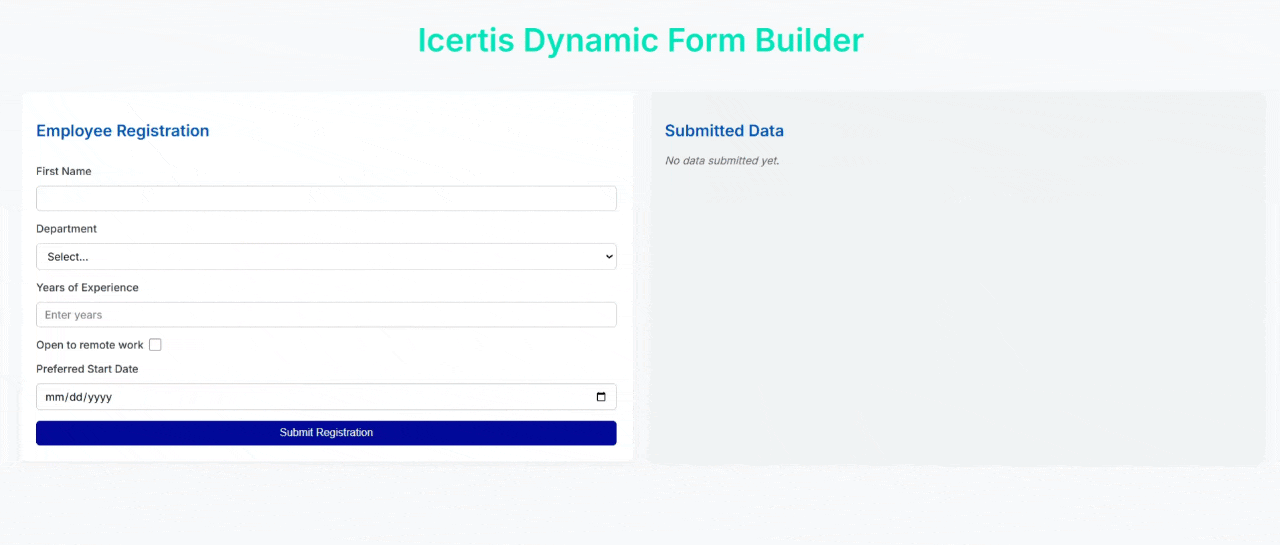 Icertis Dynamic Form Builder
Employee Registration
First Name
Department
Select...
Years of Experience
Enter years
Open to remote work
Preferred Start Date
mm/dd/yyyy
Submit Registration
Submitted Data
No data submitted yet.